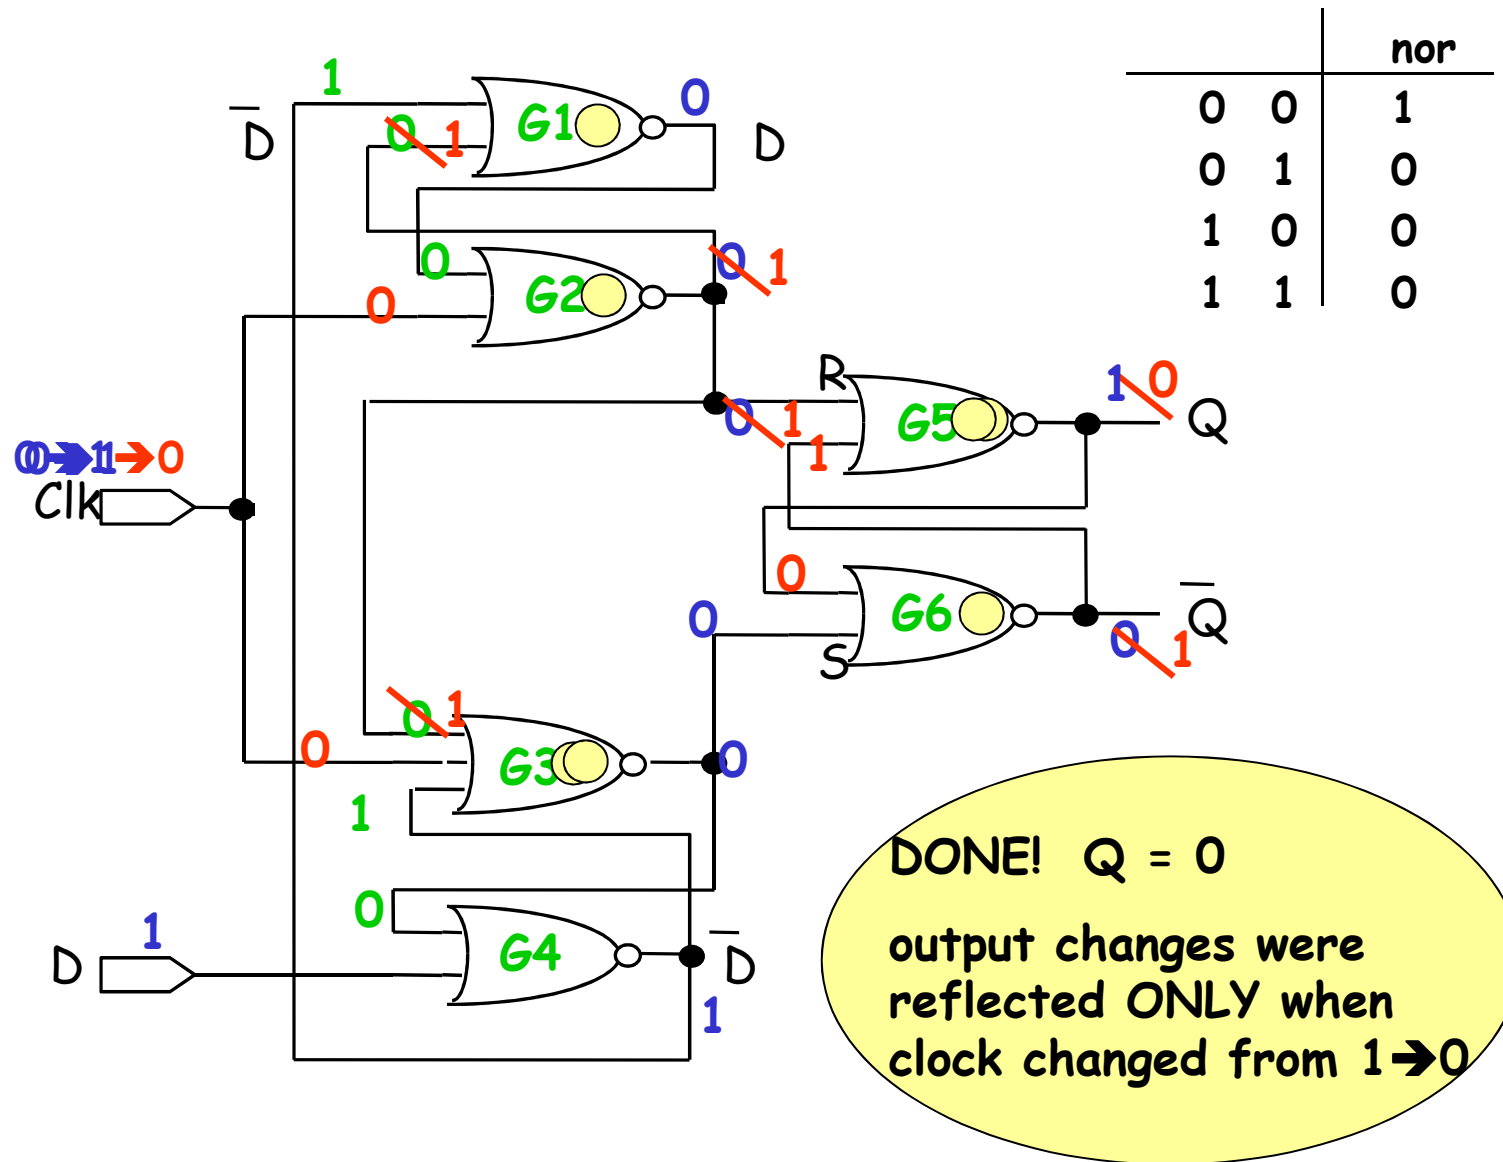 nor
0 0 1
0 1 0
1 0 0
1 1 0
1
D
0 1
G1
0
D
0
0
G2
0 1
R
0 1
1
G5
1 0
Q
0→1→0
Clk
0
0
S
G6
Q
0 1
0 1
0
G3
0
1
0
1
D
G4
D
1
DONE! Q = 0
output changes were
reflected ONLY when
clock changed from 1→0